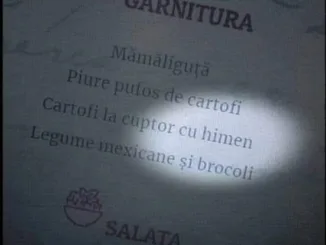 GARNITURA
Mămăliguță
Piure pufos de cartofi
Cartofi la cuptor cu himen
Legume mexicane și brocoli
SALATA